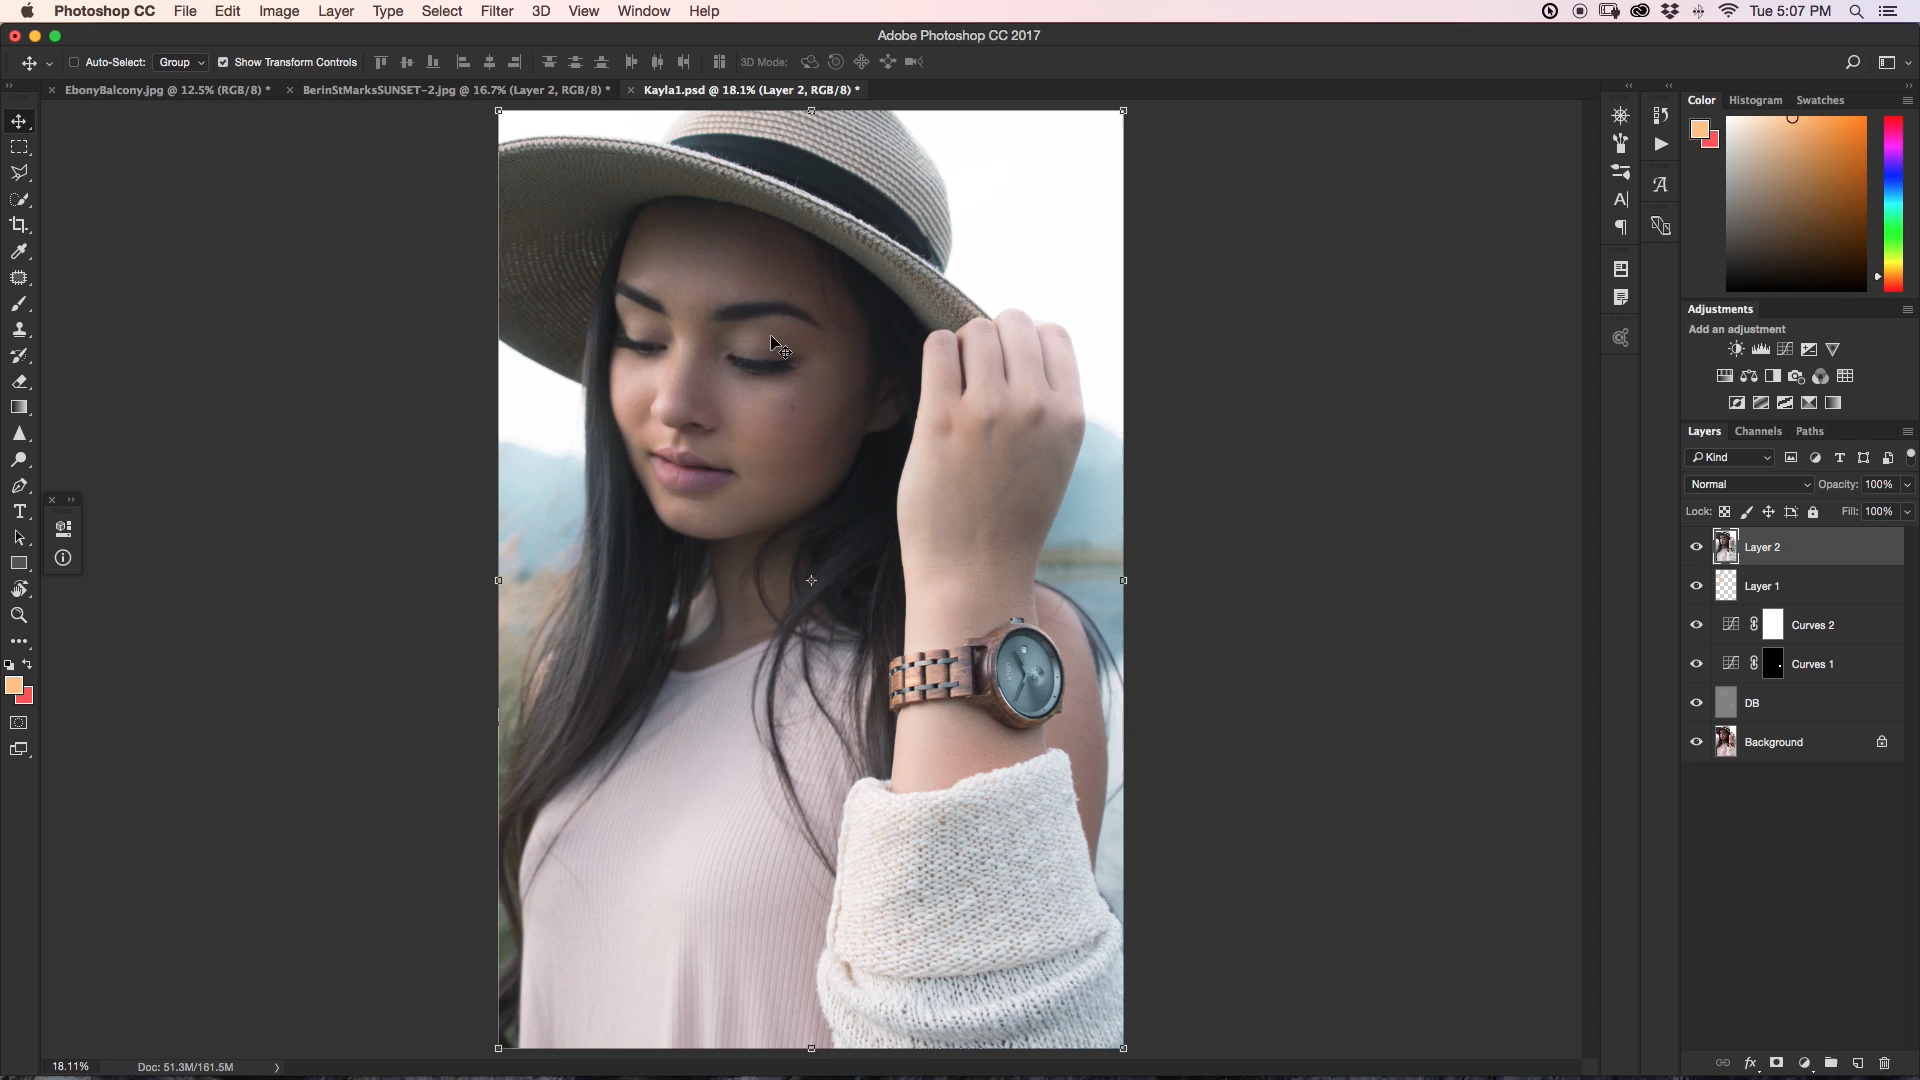 Photoshop CC File Edit Image Layer Type Select Filter 3D View Window Help Tue 5:07 PM
Adobe Photoshop CC 2017
Auto-Select: Group Show Transform Controls 3D Mode:
EbonyBalcony.jpg @ 12.5% (RGB/8) * BerinStMarksSUNSET-2.jpg @ 16.7% (Layer 2, RGB/8) * Kayla1.psd @ 18.1% (Layer 2, RGB/8) *
Color Histogram Swatches
Adjustments
Add an adjustment
Layers Channels Paths
Kind
Normal Opacity: 100%
Lock: Fill: 100%
Layer 2
Layer 1
Curves 2
Curves 1
DB
Background
18.11% Doc: 51.3M/161.5M